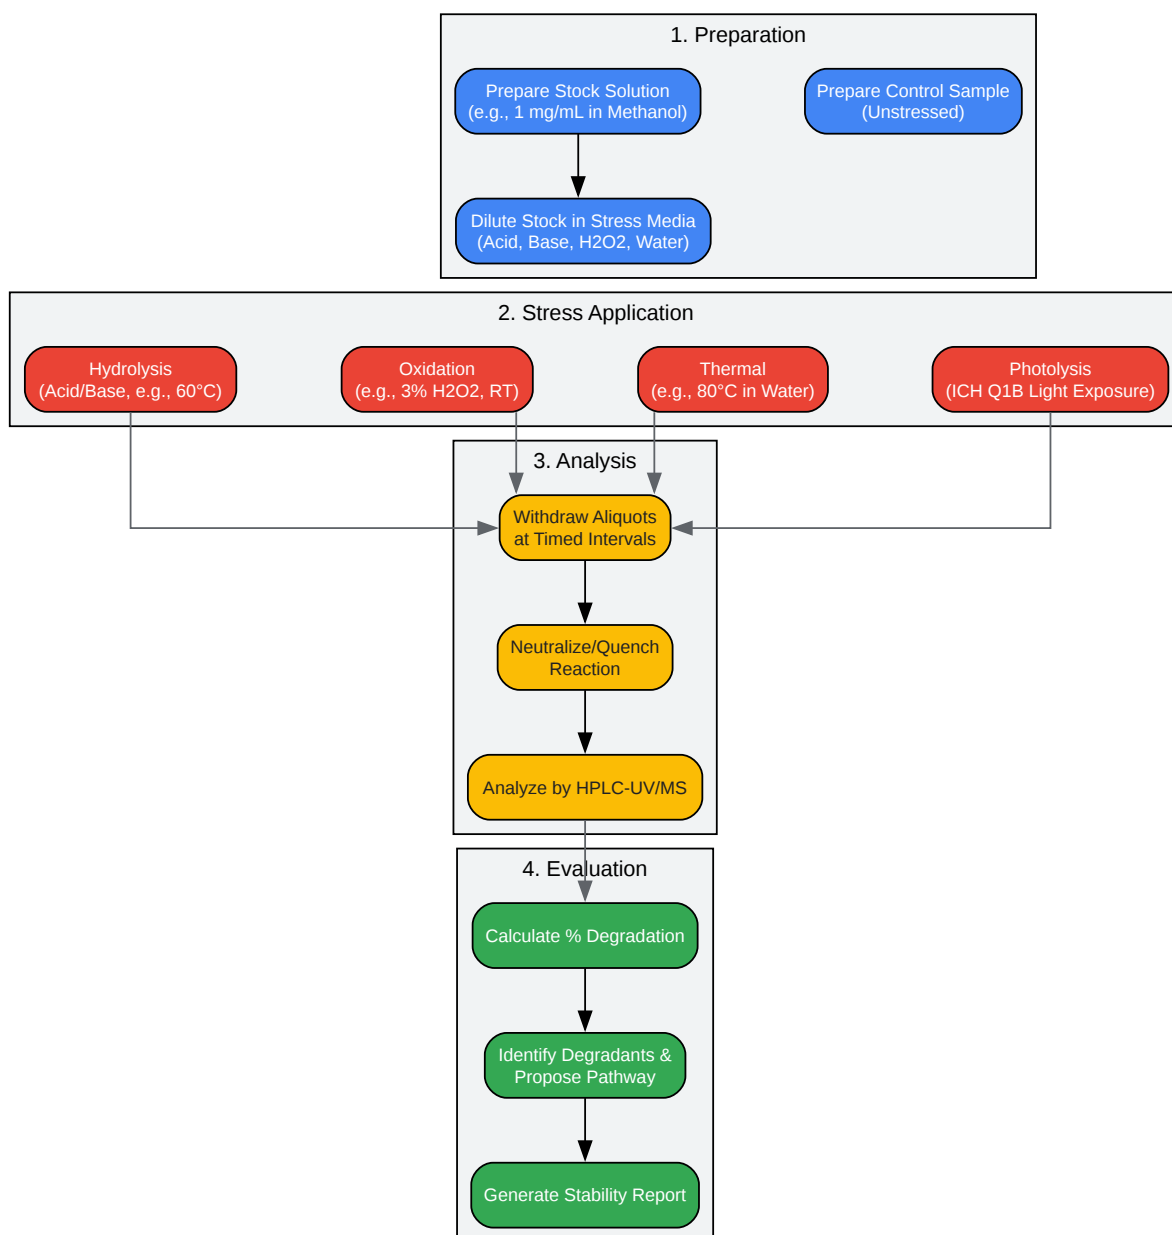 1. Preparation
Prepare Stock Solution
(e.g., 1 mg/mL in Methanol)
Prepare Control Sample
(Unstressed)
Dilute Stock in Stress Media
(Acid, Base, H2O2, Water)
2. Stress Application
Hydrolysis
(Acid/Base, e.g., 60°C)
Oxidation
(e.g., 3% H2O2, RT)
Thermal
(e.g., 80°C in Water)
Photolysis
(ICH Q1B Light Exposure)
3. Analysis
Withdraw Aliquots
at Timed Intervals
Neutralize/Quench
Reaction
Analyze by HPLC-UV/MS
4. Evaluation
Calculate % Degradation
Identify Degradants &
Propose Pathway
Generate Stability Report